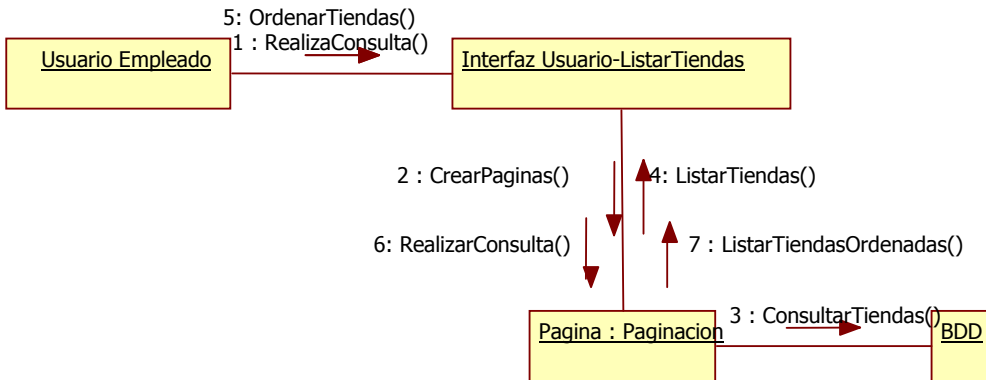 5: OrdenarTiendas()
1 : RealizaConsulta()
Usuario Empleado
Interfaz Usuario-ListarTiendas
2 : CrearPaginas()
4: ListarTiendas()
6: RealizarConsulta()
7 : ListarTiendasOrdenadas()
3 : ConsultarTiendas()
Pagina : Paginacion
BDD